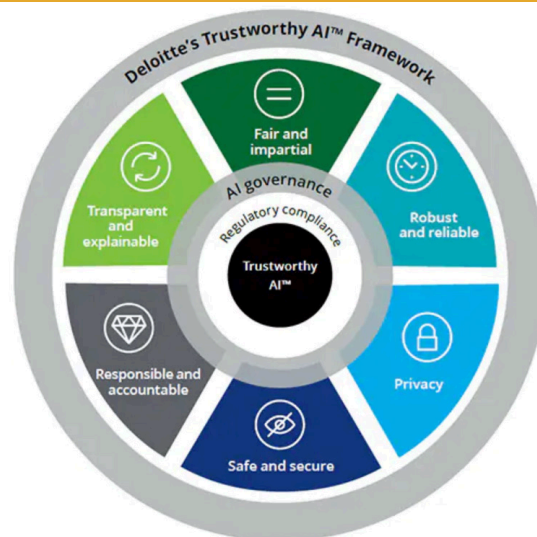 Deloitte's Trustworthy AI™ Framework
Fair and
impartial
Robust
and reliable
Privacy
Safe and secure
Responsible and
accountable
Transparent
and
explainable
AI governance
Regulatory compliance
Trustworthy
AI™